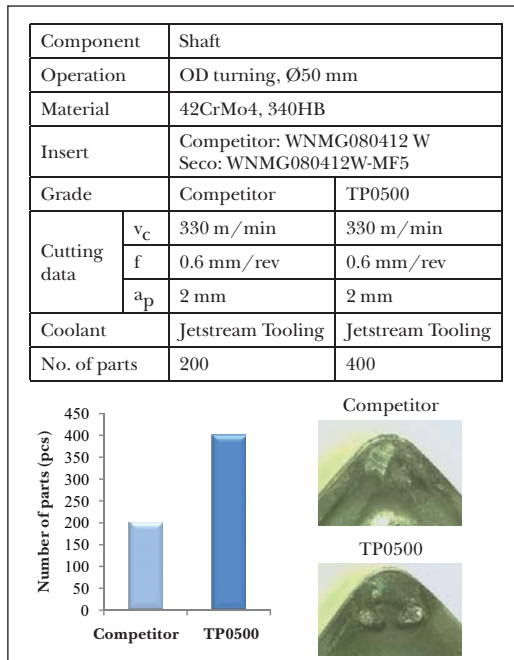 Component Shaft
Operation OD turning, Ø50 mm
Material 42CrMo4, 340HB
Insert Competitor: WNMG080412 W
Seco: WNMG080412W-MF5
Grade Competitor TP0500
Cutting data vc 330 m/min 330 m/min
f 0.6 mm/rev 0.6 mm/rev
ap 2 mm 2 mm
Coolant Jetstream Tooling Jetstream Tooling
No. of parts 200 400
Number of parts (pcs)
450
400
350
300
250
200
150
100
50
0
Competitor TP0500
Competitor
TP0500